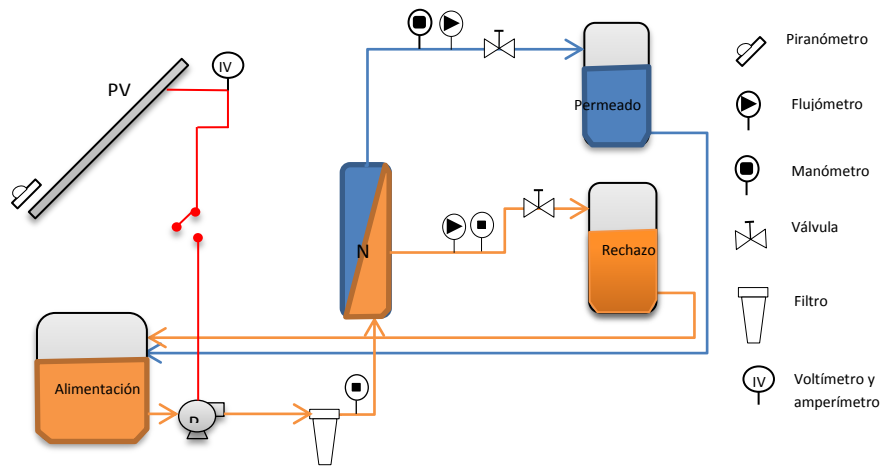 IV
PV
Permeado
N
Rechazo
Alimentación
Piranómetro
Flujómetro
Manómetro
Válvula
Filtro
IV
Voltímetro y
amperímetro